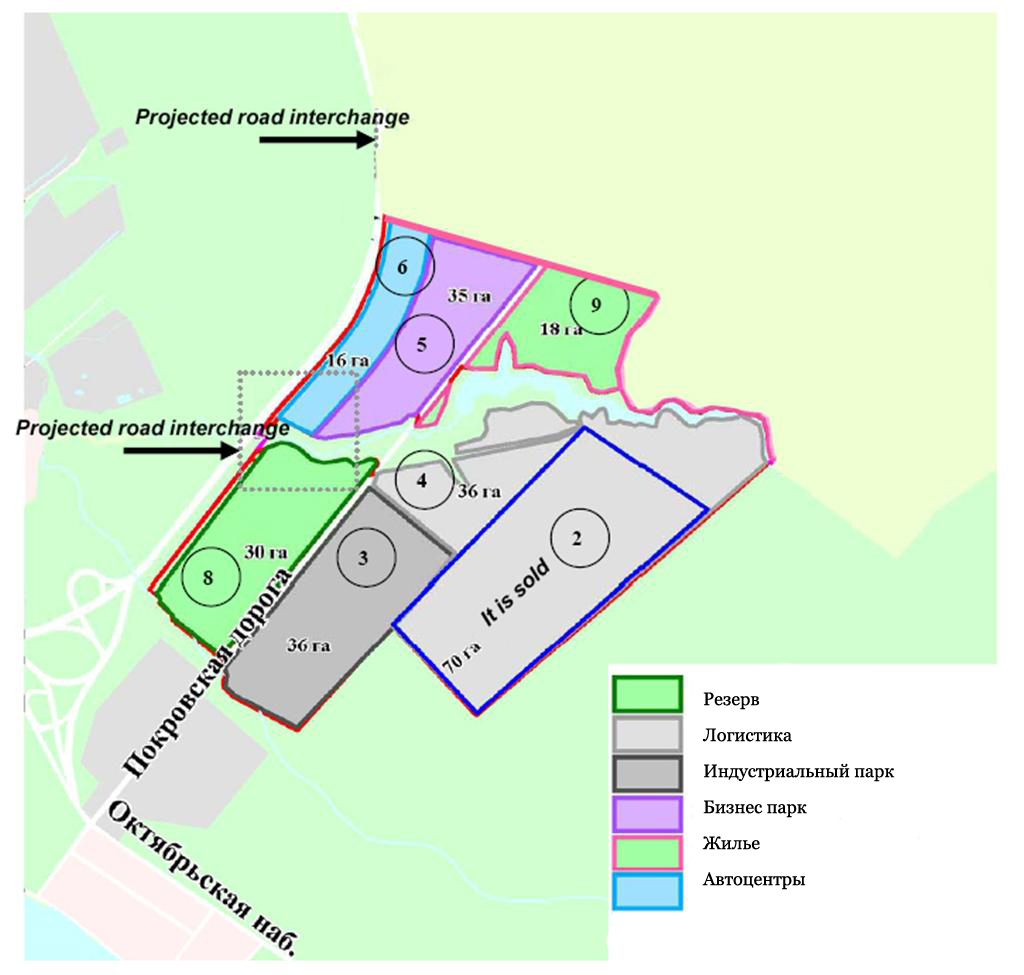 Projected road interchange
6
35 га
9
18 га
5
16 га
Projected road interchange
4
36 га
2
3
30 га
8
It is sold
36 га
70 га
Покровская дорога
Октябрьская наб.
Резерв
Логистика
Индустриальный парк
Бизнес парк
Жилье
Автоцентры